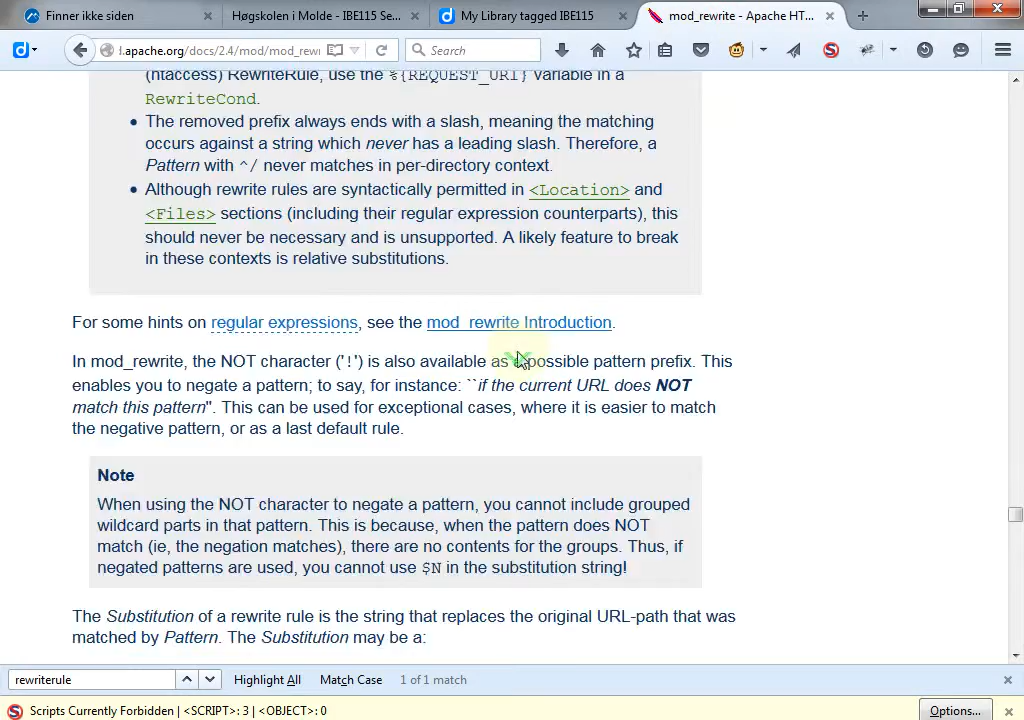 Finner ikke siden
Høgskolen i Molde - IBE115 Se...
My Library tagged IBE115
mod_rewrite - Apache HT...
l.apache.org/docs/2.4/mod/mod_rewr
Search
(htaccess) RewriteRule, use the %{REQUEST_URI} variable in a
RewriteCond.
The removed prefix always ends with a slash, meaning the matching
occurs against a string which never has a leading slash. Therefore, a
Pattern with ^/ never matches in per-directory context.
Although rewrite rules are syntactically permitted in <Location> and
<Files> sections (including their regular expression counterparts), this
should never be necessary and is unsupported. A likely feature to break
in these contexts is relative substitutions.
For some hints on regular expressions, see the mod_rewrite Introduction.
In mod_rewrite, the NOT character ('!') is also available as possible pattern prefix. This
enables you to negate a pattern; to say, for instance: ``if the current URL does NOT
match this pattern''. This can be used for exceptional cases, where it is easier to match
the negative pattern, or as a last default rule.
Note
When using the NOT character to negate a pattern, you cannot include grouped
wildcard parts in that pattern. This is because, when the pattern does NOT
match (ie, the negation matches), there are no contents for the groups. Thus, if
negated patterns are used, you cannot use $N in the substitution string!
The Substitution of a rewrite rule is the string that replaces the original URL-path that was
matched by Pattern. The Substitution may be a:
rewriterule
Highlight All
Match Case
1 of 1 match
Scripts Currently Forbidden | <SCRIPT>: 3 | <OBJECT>: 0
Options...